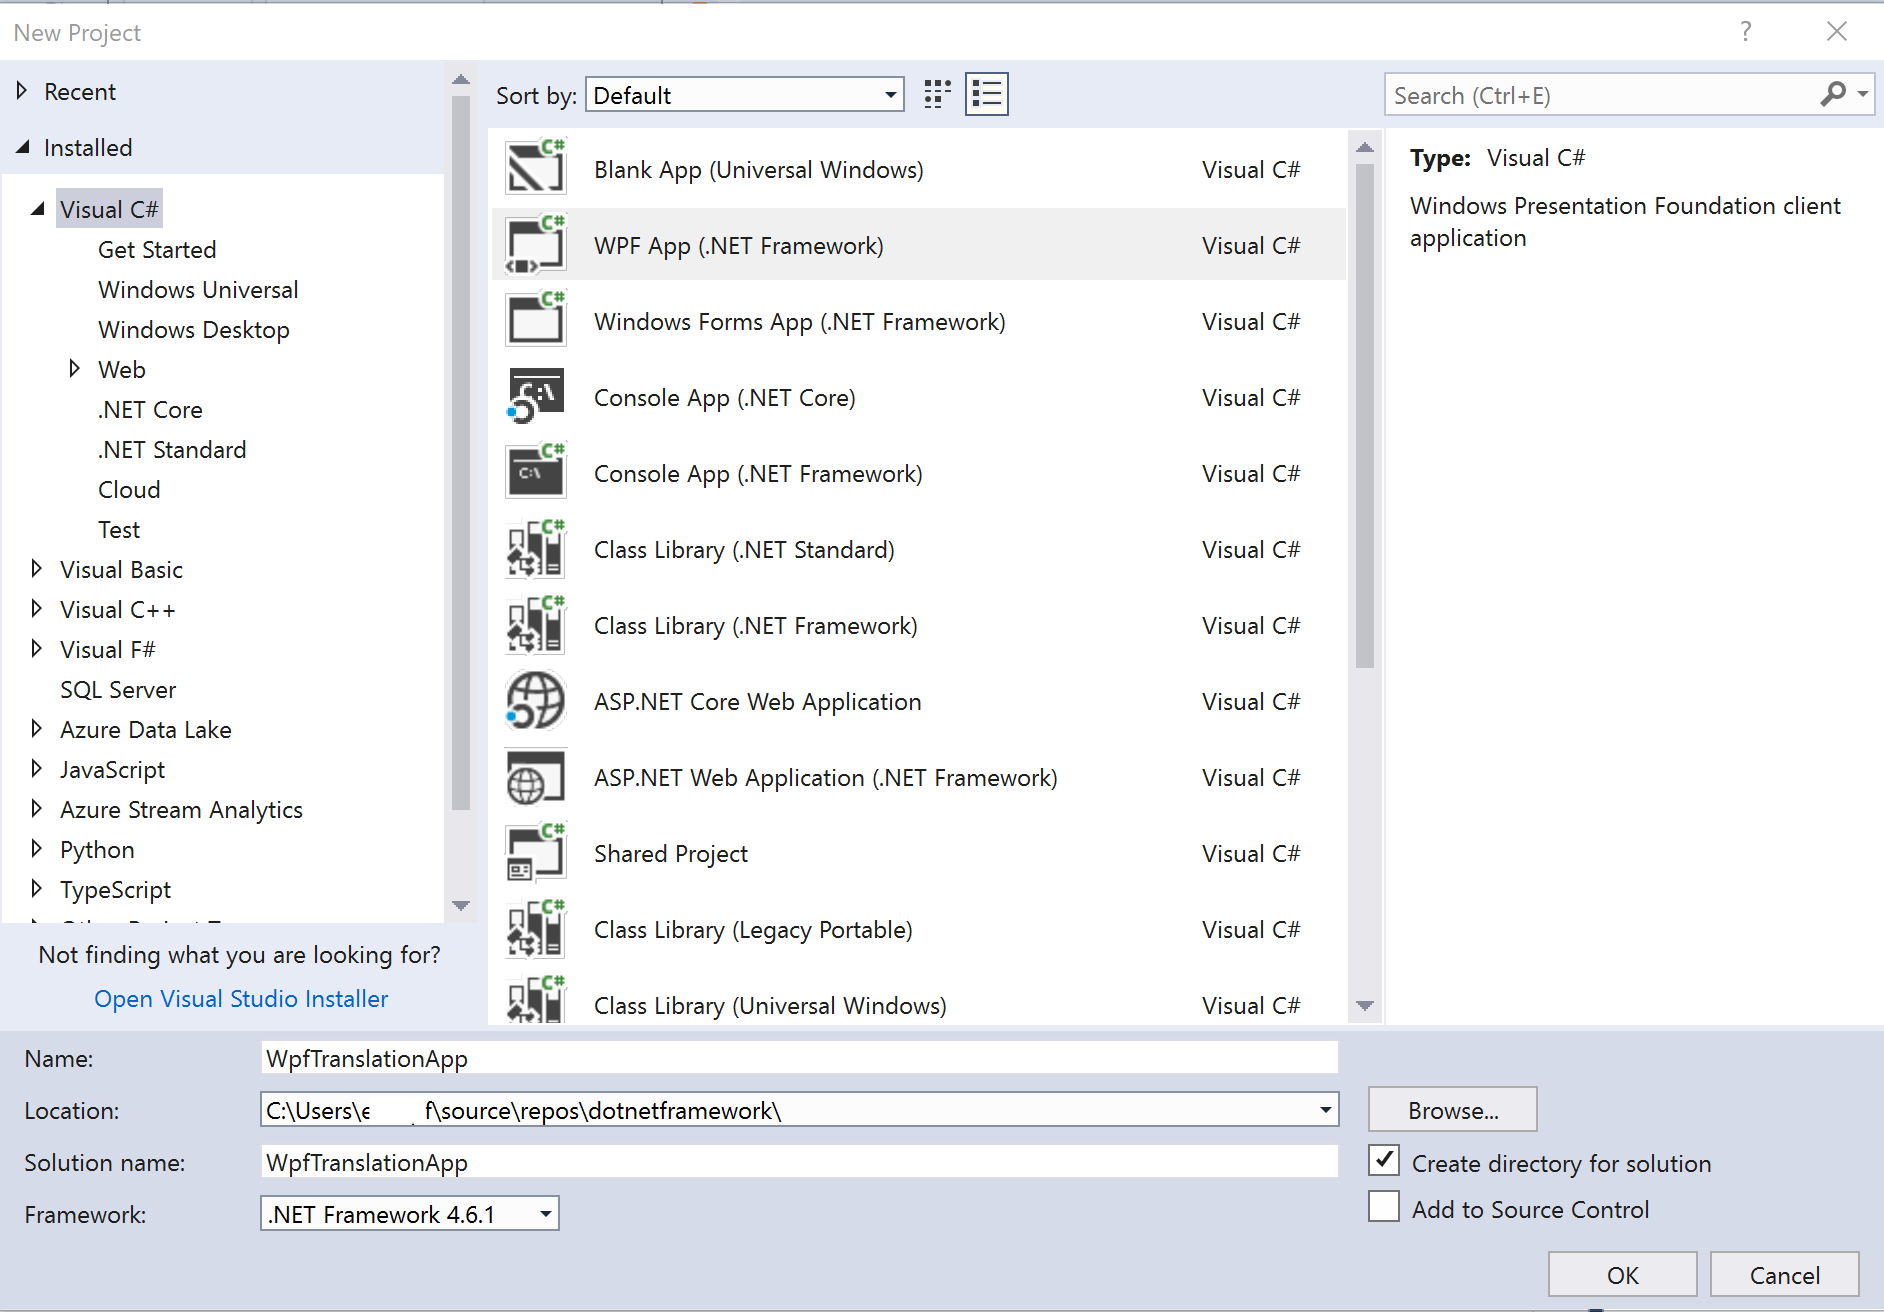 New Project
?
Recent
Installed
Visual C#
Get Started
Windows Universal
Windows Desktop
Web
.NET Core
.NET Standard
Cloud
Test
Visual Basic
Visual C++
Visual F#
SQL Server
Azure Data Lake
JavaScript
Azure Stream Analytics
Python
TypeScript
Not finding what you are looking for?
Open Visual Studio Installer
Sort by: Default
Blank App (Universal Windows) Visual C#
WPF App (.NET Framework) Visual C#
Windows Forms App (.NET Framework) Visual C#
Console App (.NET Core) Visual C#
Console App (.NET Framework) Visual C#
Class Library (.NET Standard) Visual C#
Class Library (.NET Framework) Visual C#
ASP.NET Core Web Application Visual C#
ASP.NET Web Application (.NET Framework) Visual C#
Shared Project Visual C#
Class Library (Legacy Portable) Visual C#
Class Library (Universal Windows) Visual C#
Search (Ctrl+E)
Type: Visual C#
Windows Presentation Foundation client
application
Name: WpfTranslationApp
Location: C:\Users\e f\source\repos\dotnetframework\
Browse...
Solution name: WpfTranslationApp
Create directory for solution
Framework: .NET Framework 4.6.1
Add to Source Control
OK
Cancel